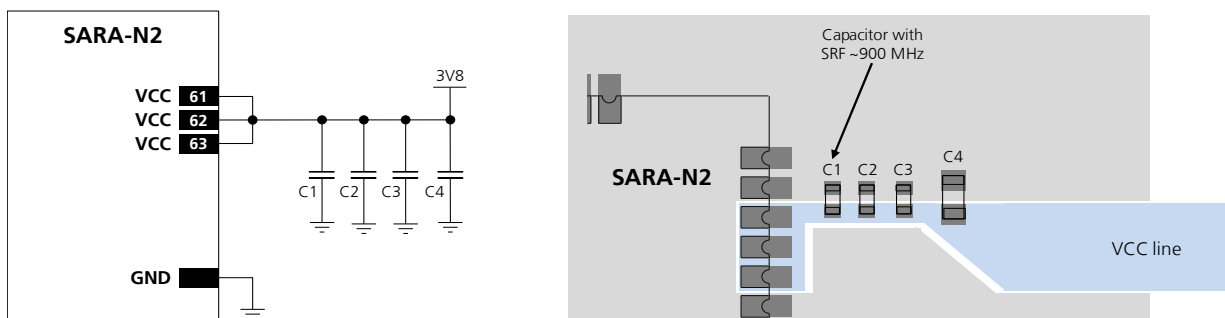 SARA-N2
3V8
VCC 61
VCC 62
VCC 63
C1 C2 C3 C4
GND
Capacitor with
SRF ~900 MHz
SARA-N2
C1 C2 C3 C4
VCC line